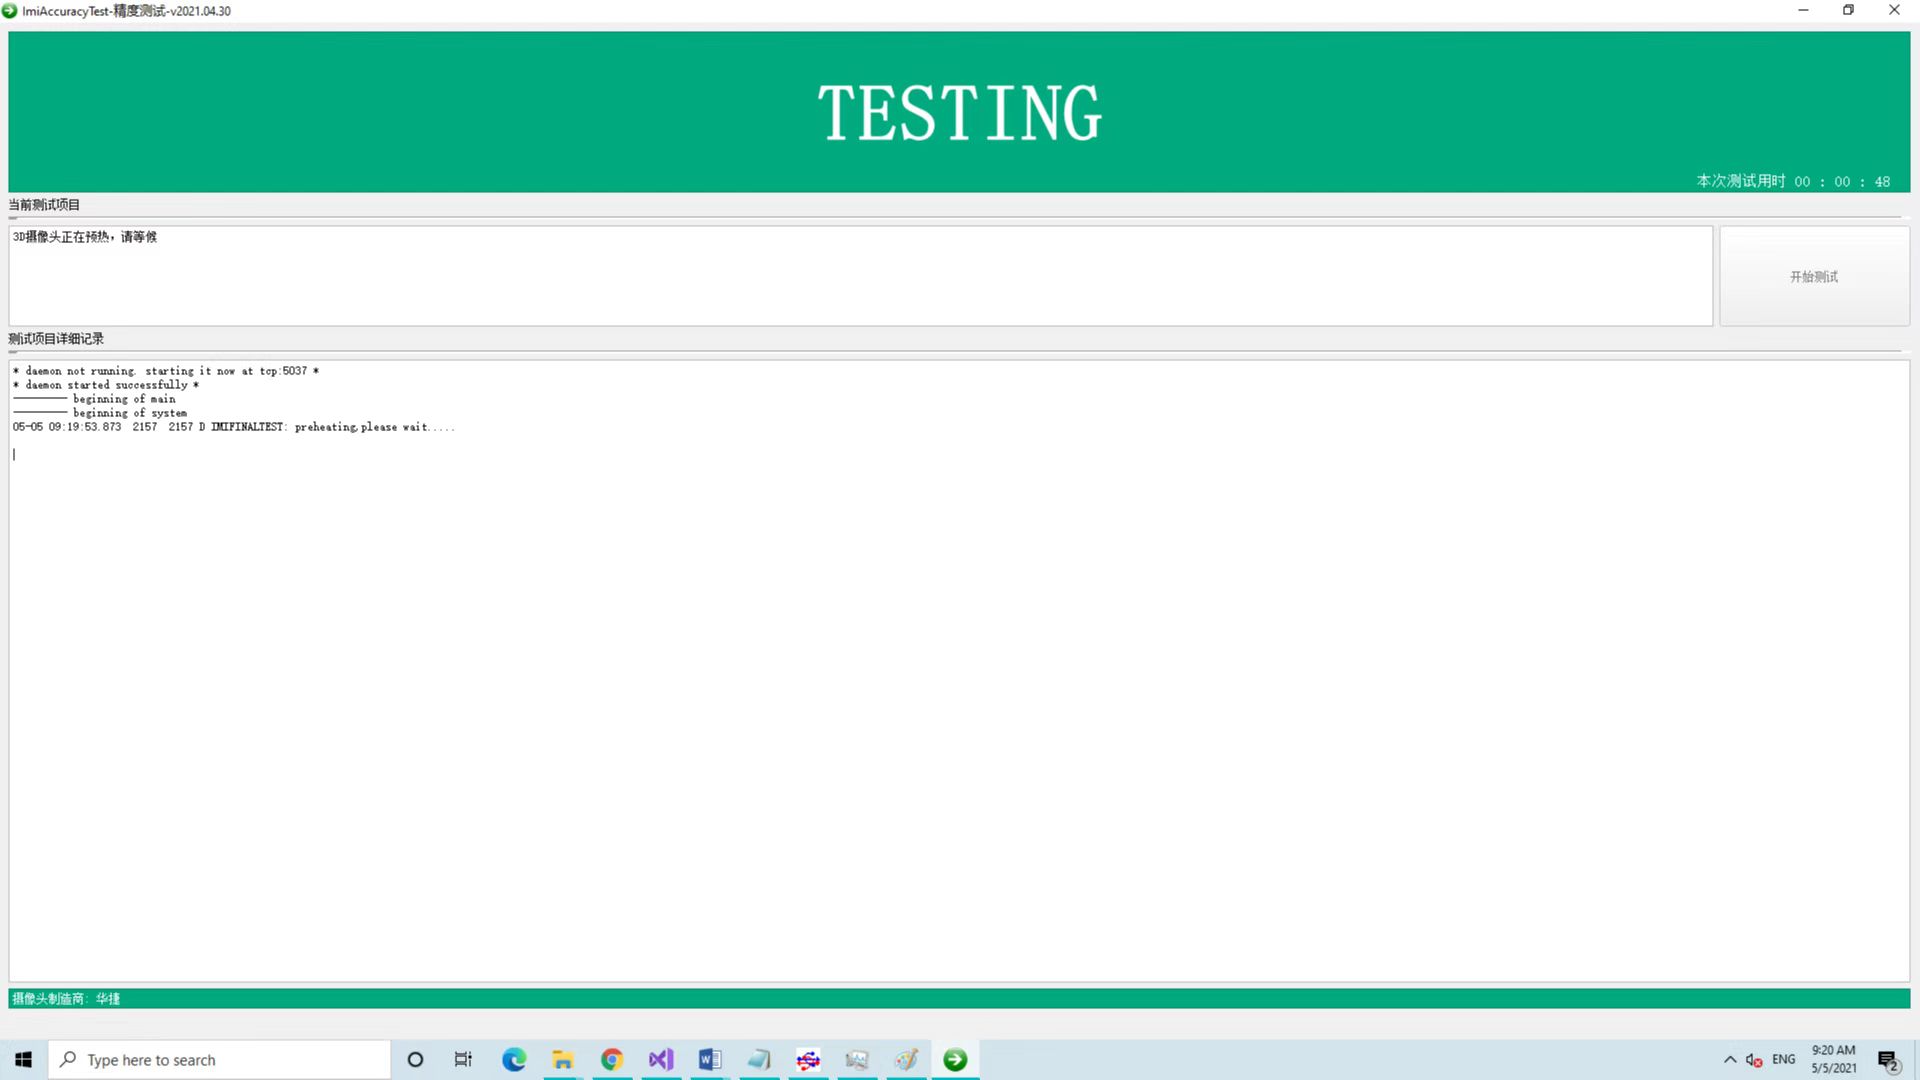 ImiAccuracyTest-精度测试-v2021.04.30
TESTING
本次测试用时 00 : 00 : 48
当前测试项目
3D摄像头正在预热，请等候
开始测试
测试项目详细记录
* daemon not running. starting it now at tcp:5037 *
* daemon started successfully *
--------- beginning of main
--------- beginning of system
05-05 09:19:53.873  2157  2157 D IMIFINALTEST: preheating,please wait.....
摄像头制造商：华捷
Type here to search
ENG
9:20 AM
5/5/2021
2